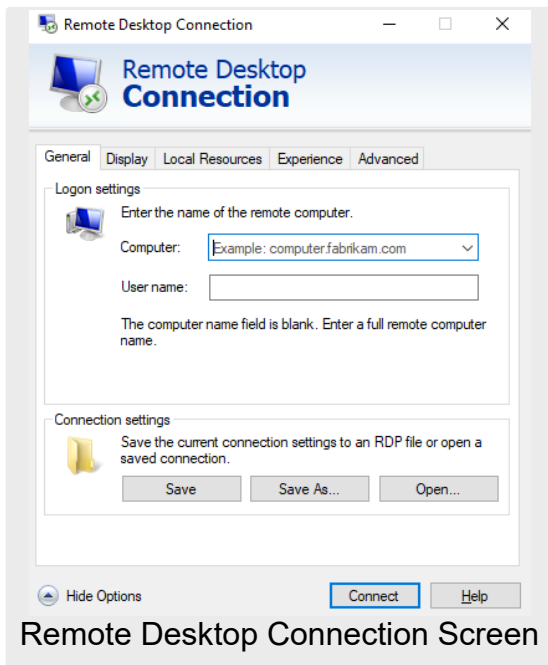 Remote Desktop Connection
Remote Desktop
Connection
General Display Local Resources Experience Advanced
Logon settings
Enter the name of the remote computer.
Computer: Example: computer.fabrikam.com
User name:
The computer name field is blank. Enter a full remote computer
name.
Connection settings
Save the current connection settings to an RDP file or open a
saved connection.
Save Save As... Open...
Hide Options Connect Help
Remote Desktop Connection Screen